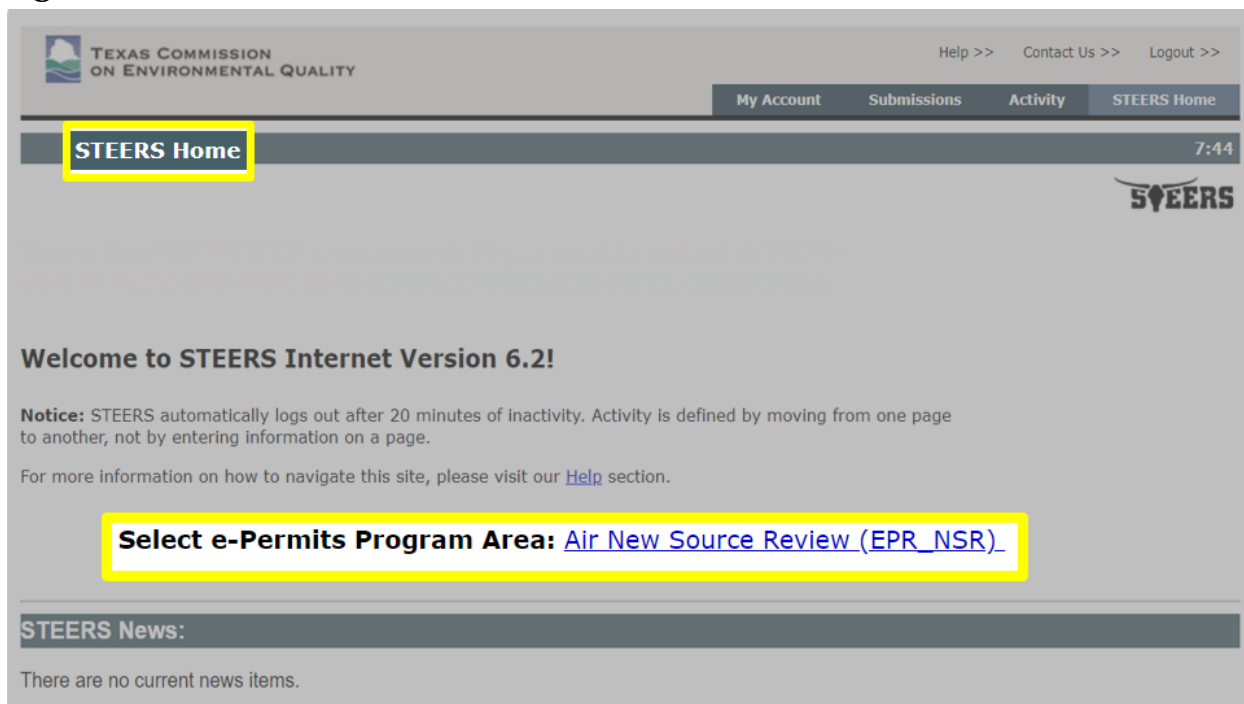 TEXAS COMMISSION
ON ENVIRONMENTAL QUALITY
Help >> Contact Us >> Logout >>
My Account Submissions Activity STEERS Home
STEERS Home 7:44
STEERS
Welcome to STEERS Internet Version 6.2!
Notice: STEERS automatically logs out after 20 minutes of inactivity. Activity is defined by moving from one page
to another, not by entering information on a page.
For more information on how to navigate this site, please visit our Help section.
Select e-Permits Program Area: Air New Source Review (EPR_NSR)
STEERS News:
There are no current news items.